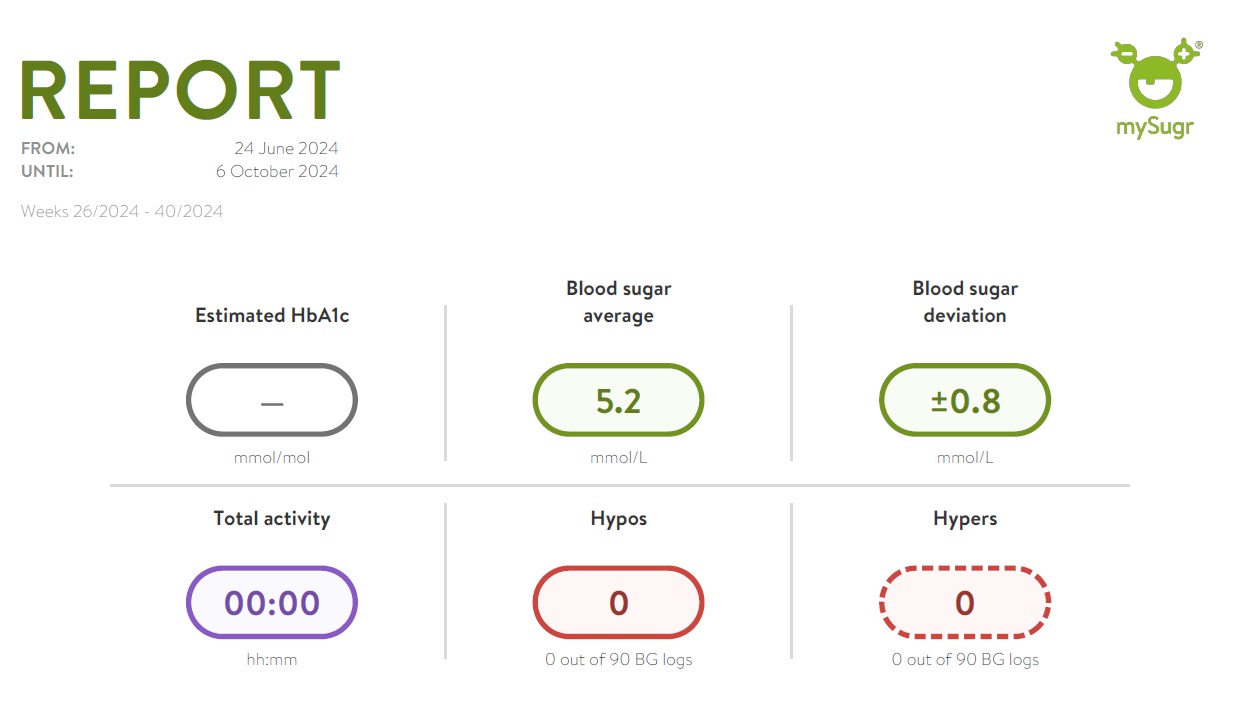 REPORT
FROM: 24 June 2024
UNTIL: 6 October 2024
Weeks 26/2024 - 40/2024
®
mySugr
Estimated HbA1c
—
mmol/mol
Blood sugar
average
5.2
mmol/L
Blood sugar
deviation
±0.8
mmol/L
Total activity
00:00
hh:mm
Hypos
0
0 out of 90 BG logs
Hypers
0
0 out of 90 BG logs